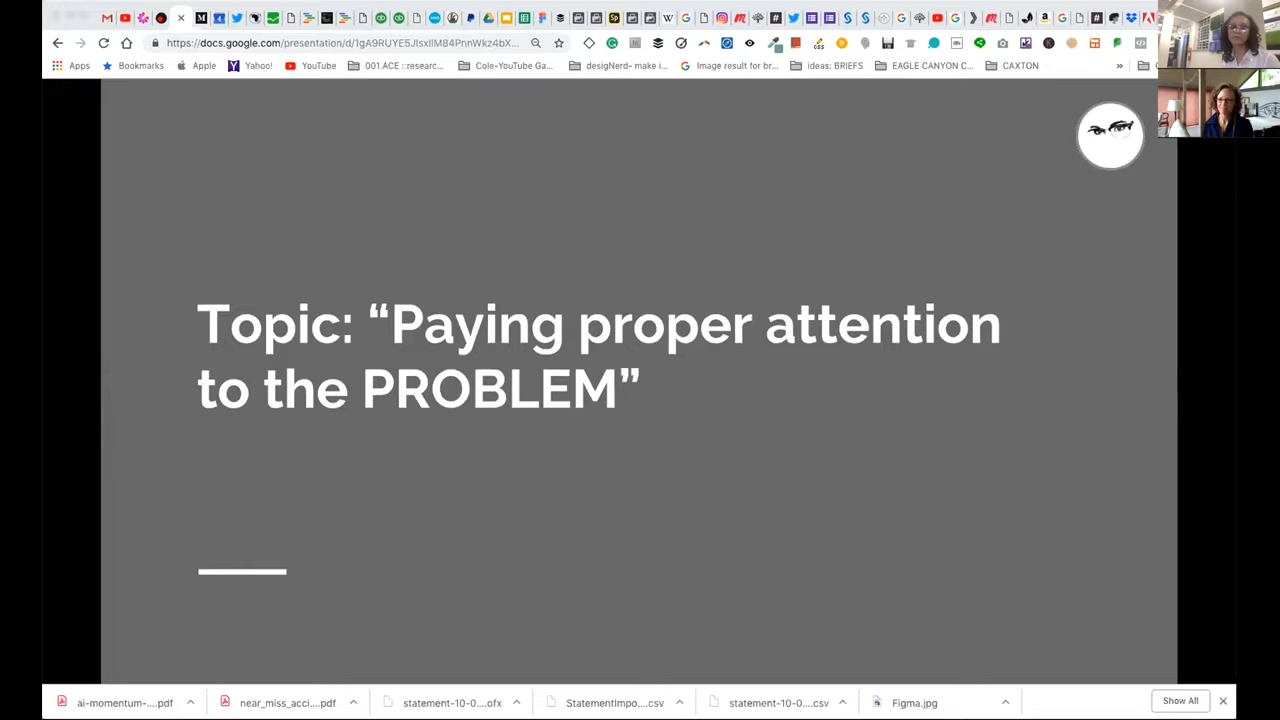 https://docs.google.com/presentation/d/1gA9RUYE5JlsxlIM84PnnWkz4bX...
Apps Bookmarks Apple Yahoo! YouTube 001.ACE ::researc... Cole-YouTube Ga... desigNerd- make i... Image result for br... ideas: BRIEFS EAGLE CANYON C... CAXTON »
Topic: “Paying proper attention
to the PROBLEM”
ai-momentum-....pdf near_miss_acci....pdf statement-10-0....ofx StatementImpo....csv statement-10-0....csv Figma.jpg Show All